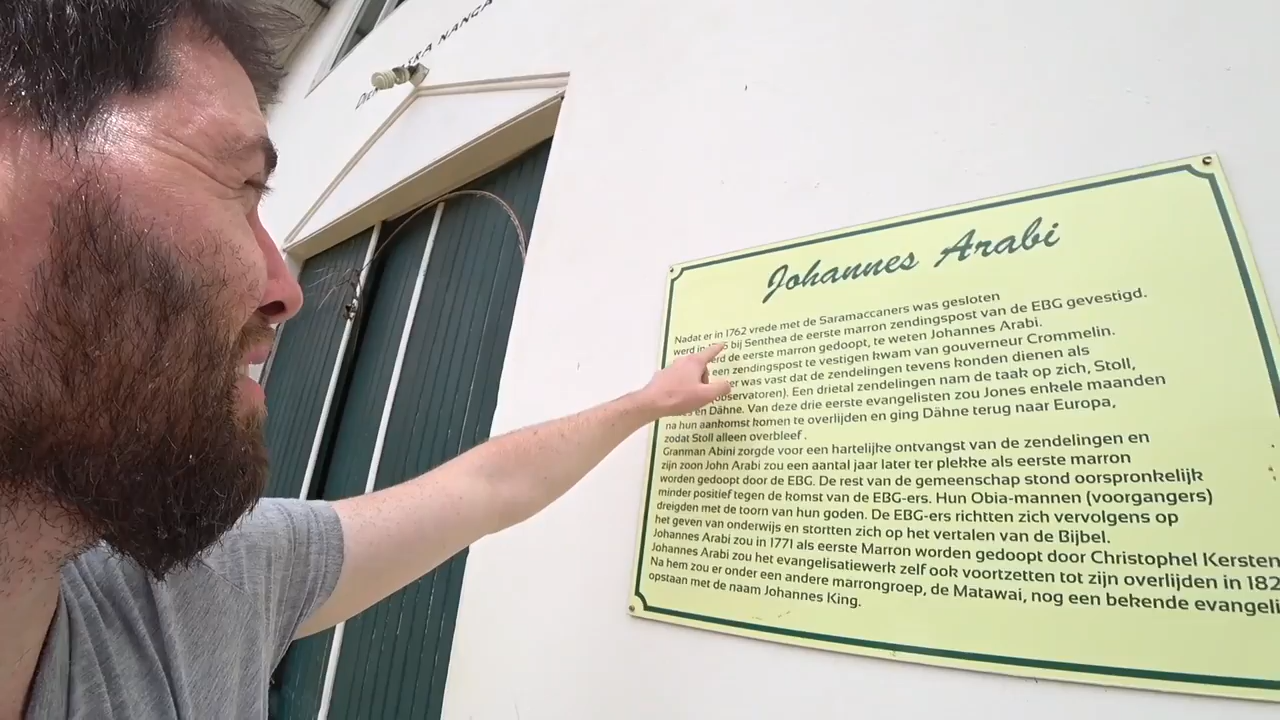 RA NANGA
Johannes Arabi
Nadat er in 1762 vrede met de Saramaccaners was gesloten
werd in bij Senthea de eerste marron zendingspost van de EBG gevestigd.
de eerste marron gedoopt, te weten Johannes Arabi.
een zendingspost te vestigen kwam van gouverneur Crommelin.
was vast dat de zendelingen tevens konden dienen als
(observatoren). Een drietal zendelingen nam de taak op zich, Stoll,
en Dähne. Van deze drie eerste evangelisten zou Jones enkele maanden
na hun aankomst komen te overlijden en ging Dähne terug naar Europa,
zodat Stoll alleen overbleef.
Granman Abini zorgde voor een hartelijke ontvangst van de zendelingen en
zijn zoon John Arabi zou een aantal jaar later ter plekke als eerste marron
worden gedoopt door de EBG. De rest van de gemeenschap stond oorspronkelijk
minder positief tegen de komst van de EBG-ers. Hun Obia-mannen (voorgangers)
dreigden met de toorn van hun goden. De EBG-ers richtten zich vervolgens op
het geven van onderwijs en stortten zich op het vertalen van de Bijbel.
Johannes Arabi zou in 1771 als eerste Marron worden gedoopt door Christophel Kersten
Johannes Arabi zou het evangelisatiewerk zelf ook voortzetten tot zijn overlijden in 182
Na hem zou er onder een andere marrongroep, de Matawai, nog een bekende evangeli
opstaan met de naam Johannes King.